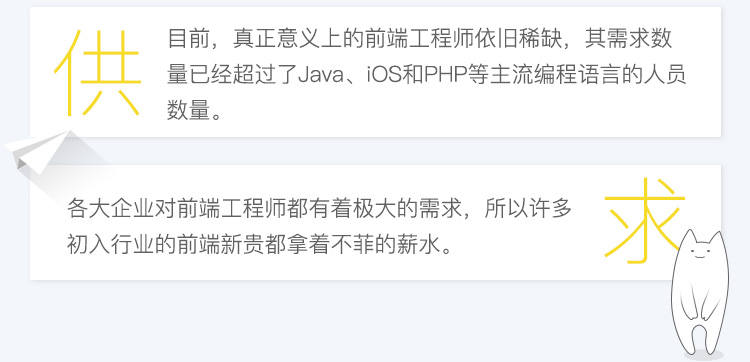 供
目前，真正意义上的前端工程师依旧稀缺，其需求数
量已经超过了Java、iOS和PHP等主流编程语言的人员
数量。
各大企业对前端工程师都有着极大的需求，所以许多
初入行业的前端新贵都拿着不菲的薪水。
求